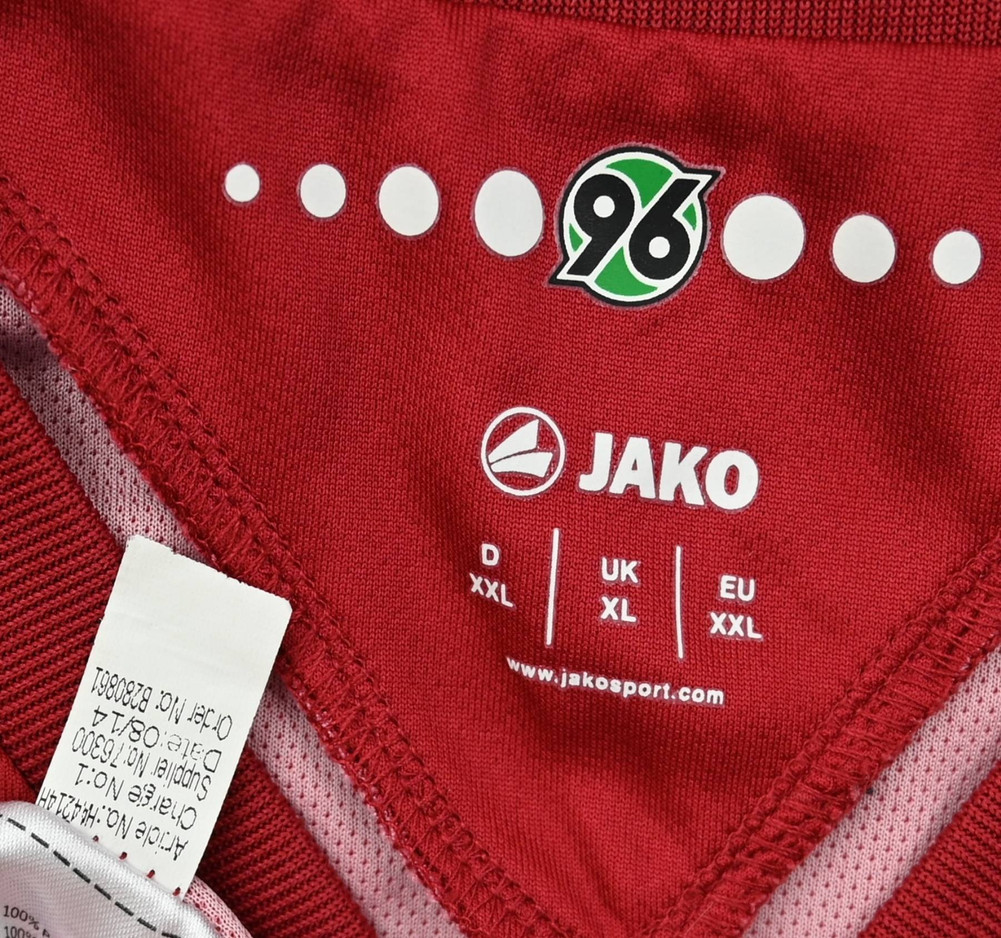 96
JAKO
D
XXL
UK
XL
EU
XXL
www.jakosport.com
Article No.:
Charge No:1
Supplier No:76300
Date:08/14
Order No: B280861
100%
100%